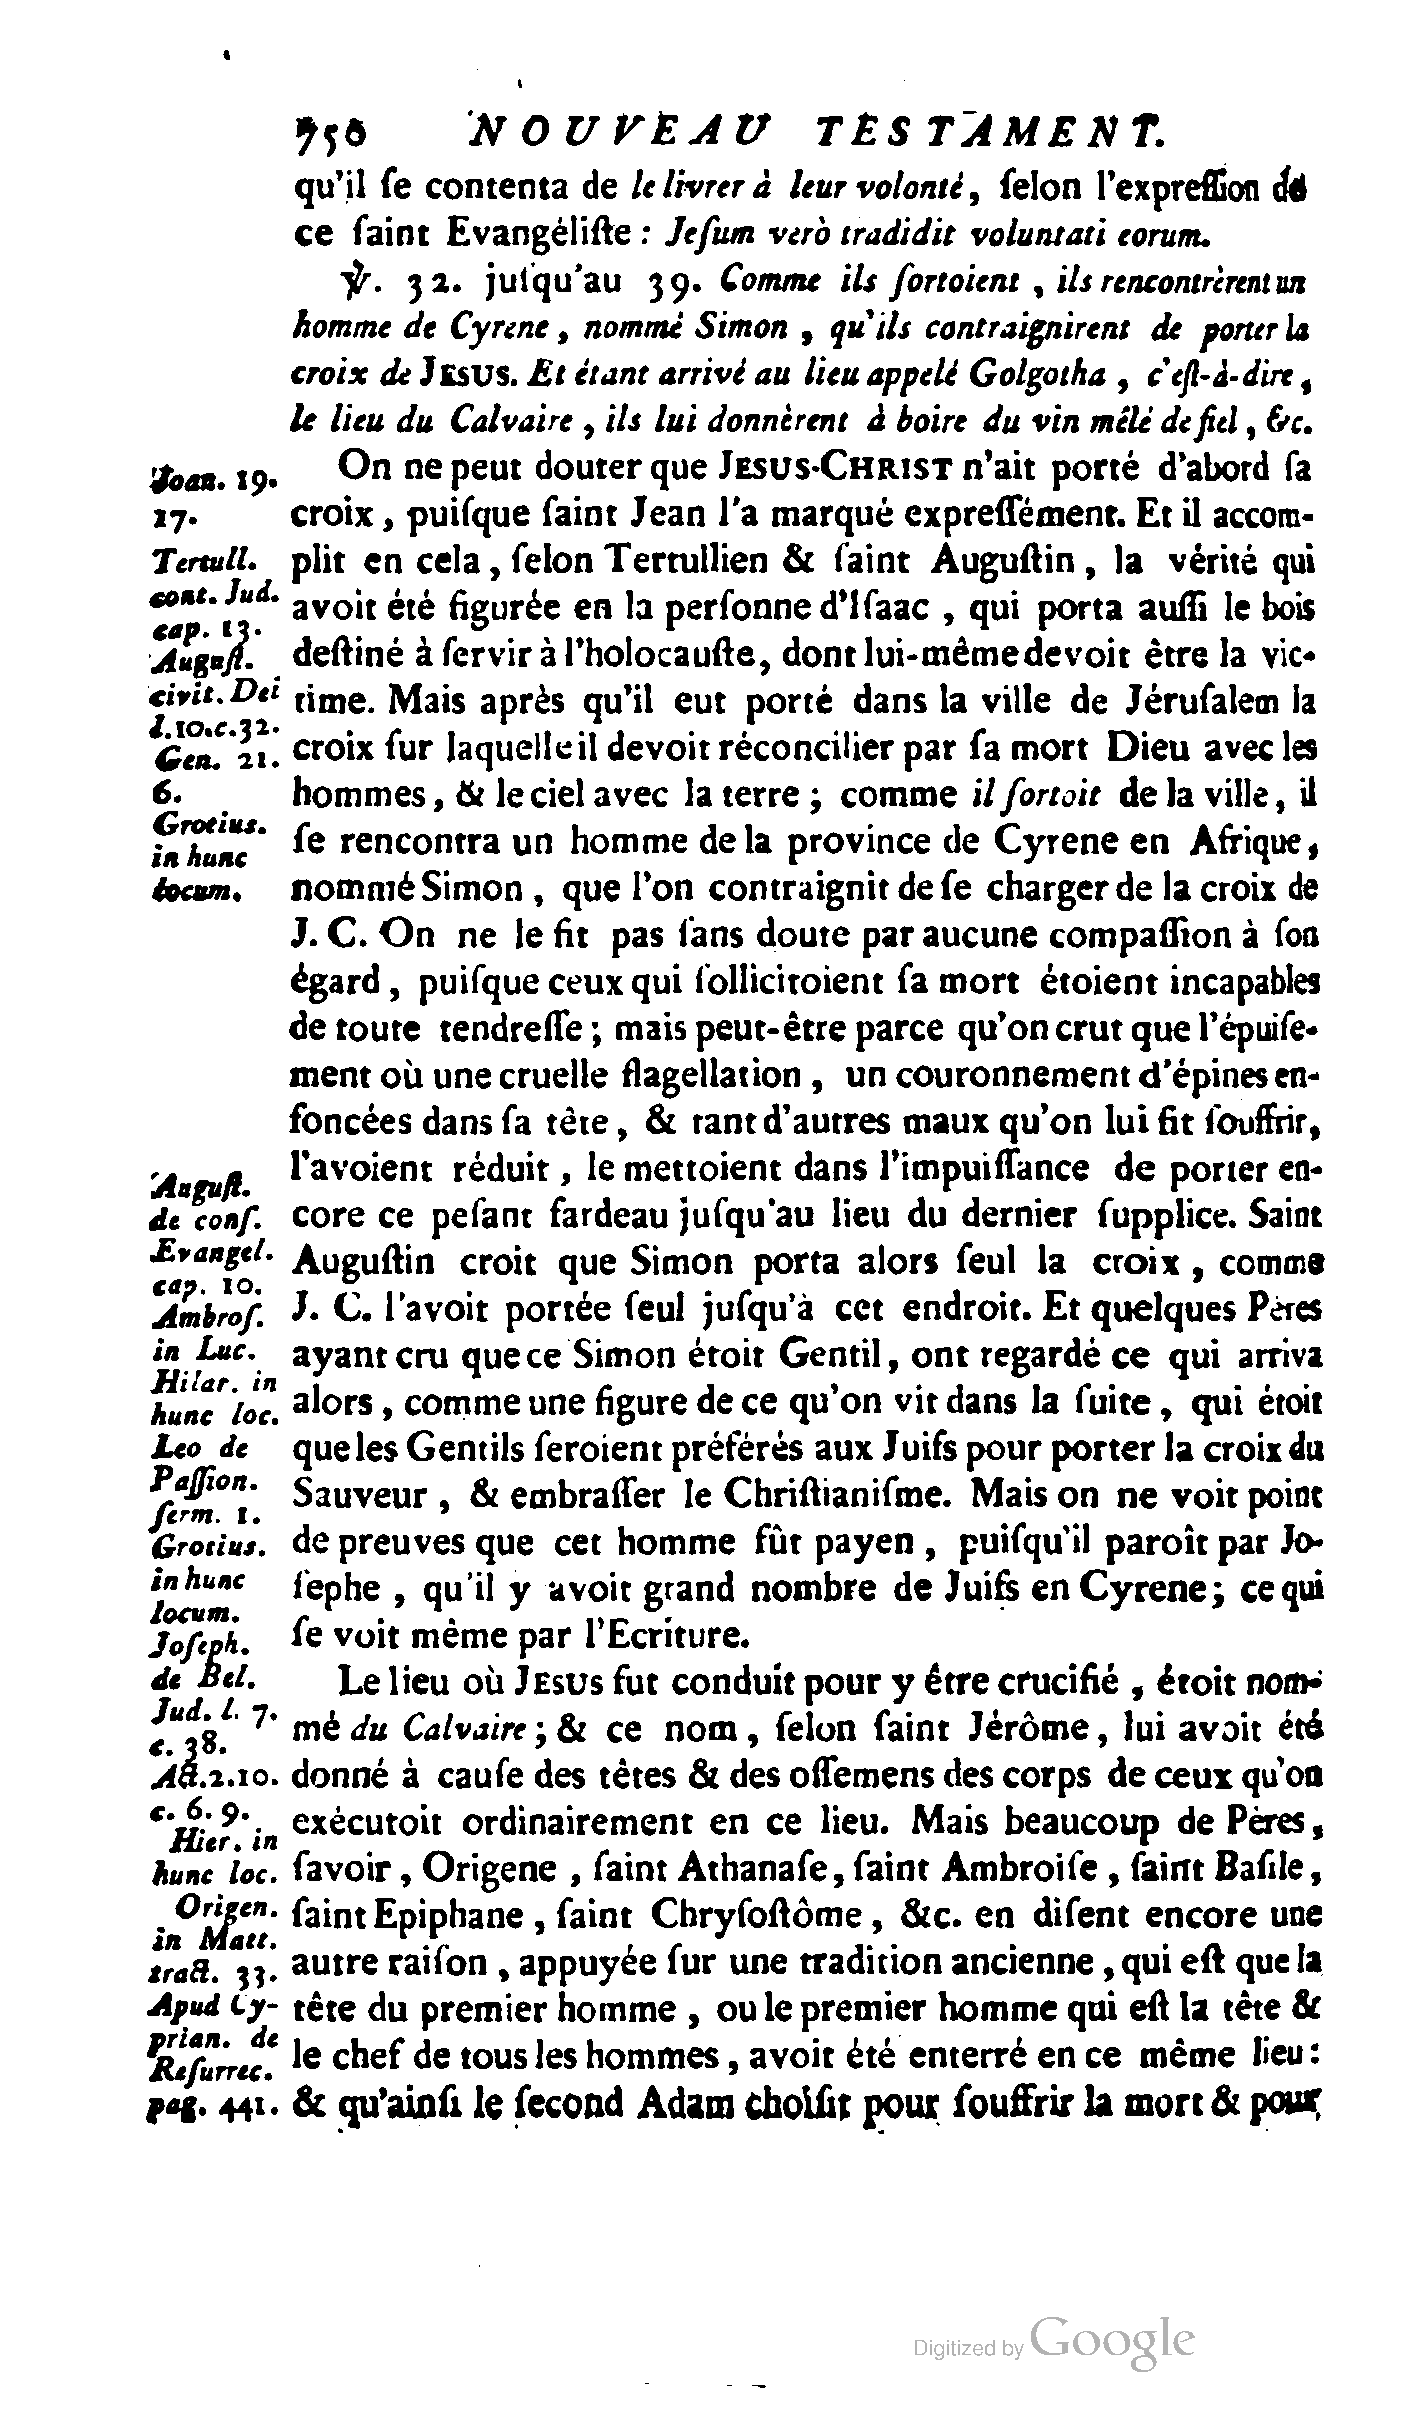 750 NOUVEAU TESTAMENT.
qu'il ſe contenta de le livrer à leur volonté, ſelon l'expreſſion de
ce ſaint Evangéliſte : Jeſum verò tradidit voluntati eorum.
℣. 32. juſqu'au 39. Comme ils ſortoient, ils rencontrèrent un
homme de Cyrene, nommé Simon, qu'ils contraignirent de porter la
croix de JESUS. Et étant arrivé au lieu appelé Golgotha, c'eſt-à-dire,
le lieu du Calvaire, ils lui donnèrent à boire du vin mêlé de fiel, &c.
On ne peut douter que JESUS-CHRIST n'ait porté d'abord ſa
croix, puiſque ſaint Jean l'a marqué expreſſément. Et il accom-
plit en cela, ſelon Tertullien & ſaint Auguſtin, la vérité qui
avoit été figurée en la perſonne d'Iſaac, qui porta auſſi le bois
deſtiné à ſervir à l'holocauſte, dont lui-même devoit être la vic-
time. Mais après qu'il eut porté dans la ville de Jéruſalem la
croix ſur laquelle il devoit réconcilier par ſa mort Dieu avec les
hommes, & le ciel avec la terre ; comme il ſortoit de la ville, il
ſe rencontra un homme de la province de Cyrene en Afrique,
nommé Simon, que l'on contraignit de ſe charger de la croix de
J. C. On ne le fit pas ſans doute par aucune compaſſion à ſon
égard, puiſque ceux qui ſollicitoient ſa mort étoient incapables
de toute tendreſſe ; mais peut-être parce qu'on crut que l'épuiſe-
ment où une cruelle flagellation, un couronnement d'épines en-
foncées dans ſa tête, & tant d'autres maux qu'on lui fit ſouffrir,
l'avoient réduit, le mettoient dans l'impuiſſance de porter en-
core ce peſant fardeau juſqu'au lieu du dernier ſupplice. Saint
Auguſtin croit que Simon porta alors ſeul la croix, comme
J. C. l'avoit portée ſeul juſqu'à cet endroit. Et quelques Pères
ayant cru que ce Simon étoit Gentil, ont regardé ce qui arriva
alors, comme une figure de ce qu'on vit dans la ſuite, qui étoit
que les Gentils ſeroient préférés aux Juifs pour porter la croix du
Sauveur, & embraſſer le Chriſtianiſme. Mais on ne voit point
de preuves que cet homme fût payen, puiſqu'il paroît par Jo-
ſephe, qu'il y avoit grand nombre de Juifs en Cyrene; ce qui
ſe voit même par l'Ecriture.
Le lieu où JESUS fut conduit pour y être crucifié, étoit nom-
mé du Calvaire ; & ce nom, ſelon ſaint Jérôme, lui avoit été
donné à cauſe des têtes & des oſſemens des corps de ceux qu'on
exécutoit ordinairement en ce lieu. Mais beaucoup de Pères,
ſavoir, Origene, ſaint Athanaſe, ſaint Ambroiſe, ſaint Baſile,
ſaint Epiphane, ſaint Chryſoſtôme, &c. en diſent encore une
autre raiſon, appuyée ſur une tradition ancienne, qui eſt que la
tête du premier homme, ou le premier homme qui eſt la tête &
le chef de tous les hommes, avoit été enterré en ce même lieu :
& qu'ainſi le ſecond Adam choiſit pour ſouffrir la mort & pour
Joan. 19.
17.
Tertull.
cont. Jud.
cap. 13.
Auguſt.
civit. Dei
l. 10. c. 32.
Gen. 21.
6.
Grotius.
in hunc
locum.
Auguſt.
de conſ.
Evangel.
cap. 10.
Ambroſ.
in Luc.
Hilar. in
hunc loc.
Leo de
Paſſion.
ſerm. 1.
Grotius.
in hunc
locum.
Joſeph.
de Bel.
Jud. l. 7.
c. 38.
Act. 2. 10.
c. 6. 9.
Hier. in
hunc loc.
Origen.
in Matt.
tract. 33.
Apud Cy-
prian. de
Reſurrec.
pag. 441.
Digitized by Google